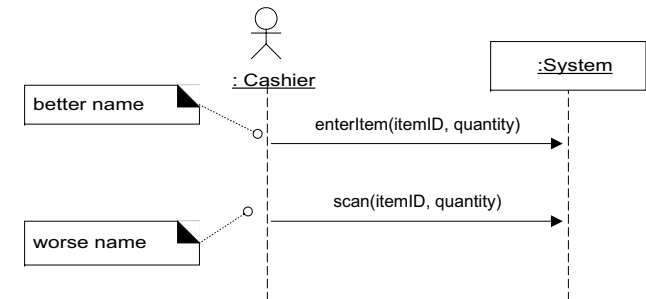 : Cashier
:System
better name
enterItem(itemID, quantity)
scan(itemID, quantity)
worse name